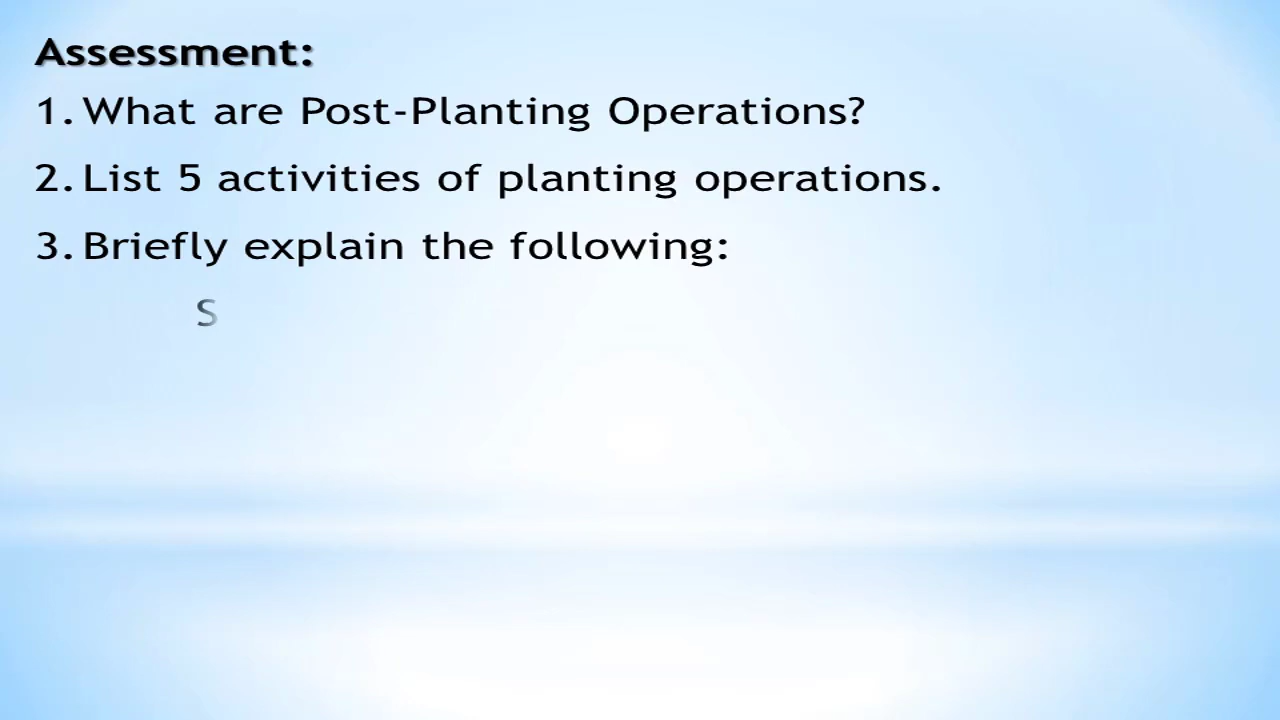 Assessment:
1. What are Post-Planting Operations?
2. List 5 activities of planting operations.
3. Briefly explain the following:
S